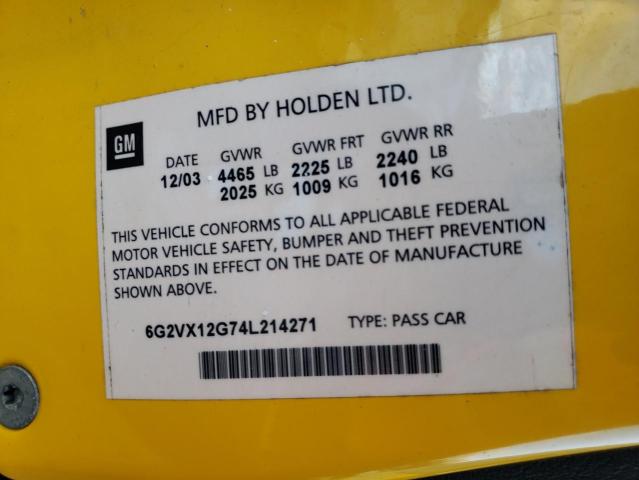 MFD BY HOLDEN LTD.
GM
DATE GVWR GVWR FRT GVWR RR
12/03 4465 LB 2225 LB 2240 LB
2025 KG 1009 KG 1016 KG
THIS VEHICLE CONFORMS TO ALL APPLICABLE FEDERAL
MOTOR VEHICLE SAFETY, BUMPER AND THEFT PREVENTION
STANDARDS IN EFFECT ON THE DATE OF MANUFACTURE
SHOWN ABOVE.
6G2VX12G74L214271 TYPE: PASS CAR